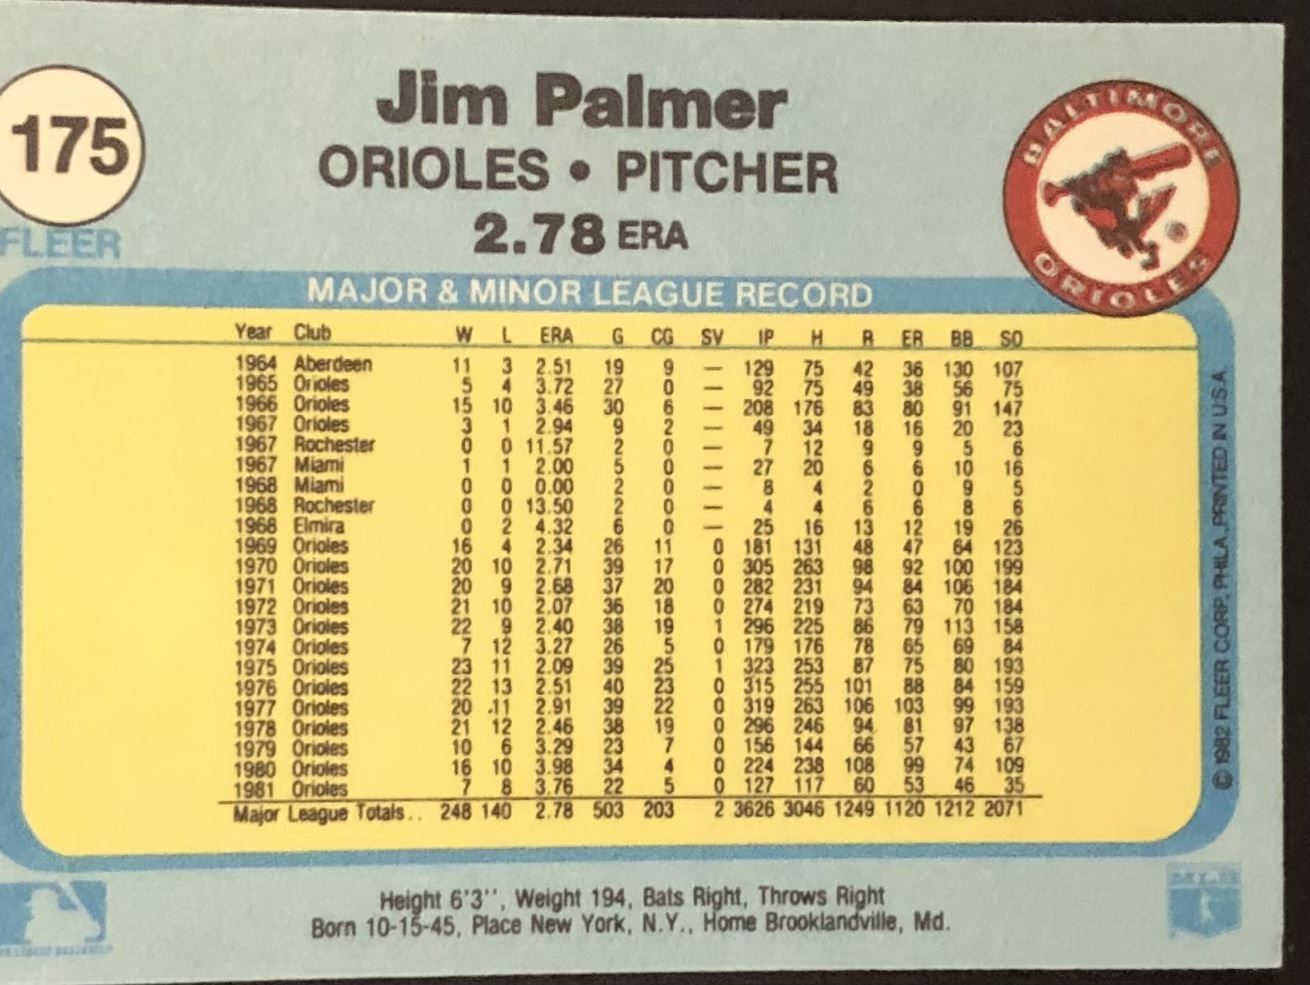 175
FLEER
Jim Palmer
ORIOLES • PITCHER
2.78 ERA
BALTIMORE
ORIOLES
MAJOR & MINOR LEAGUE RECORD
Year Club W L ERA G CG SV IP H R ER BB SO
1964 Aberdeen 11 3 2.51 19 9 — 129 75 42 36 130 107
1965 Orioles 5 4 3.72 27 0 — 92 75 49 38 56 75
1966 Orioles 15 10 3.46 30 6 — 208 176 83 80 91 147
1967 Orioles 3 1 2.94 9 2 — 49 34 18 16 20 23
1967 Rochester 0 0 11.57 2 0 — 7 12 9 9 5 6
1967 Miami 1 1 2.00 5 0 — 27 20 6 6 10 16
1968 Miami 0 0 0.00 2 0 — 8 4 2 0 9 5
1968 Rochester 0 0 13.50 2 0 — 4 4 6 6 8 6
1968 Elmira 0 2 4.32 6 0 — 25 16 13 12 19 26
1969 Orioles 16 4 2.34 26 11 0 181 131 48 47 64 123
1970 Orioles 20 10 2.71 39 17 0 305 263 98 92 100 199
1971 Orioles 20 9 2.68 37 20 0 282 231 94 84 106 184
1972 Orioles 21 10 2.07 36 18 0 274 219 73 63 70 184
1973 Orioles 22 9 2.40 38 19 1 296 225 86 79 113 158
1974 Orioles 7 12 3.27 26 5 0 179 176 78 65 69 84
1975 Orioles 23 11 2.09 39 25 1 323 253 87 75 80 193
1976 Orioles 22 13 2.51 40 23 0 315 255 101 88 84 159
1977 Orioles 20 11 2.91 39 22 0 319 263 106 103 99 193
1978 Orioles 21 12 2.46 38 19 0 296 246 94 81 97 138
1979 Orioles 10 6 3.29 23 7 0 156 144 66 57 43 67
1980 Orioles 16 10 3.98 34 4 0 224 238 108 99 74 109
1981 Orioles 7 8 3.76 22 5 0 127 117 60 53 46 35
Major League Totals.. 248 140 2.78 503 203 2 3626 3046 1249 1120 1212 2071
© 1982 FLEER CORP., PHILA., PRINTED IN U.S.A.
Height 6'3'', Weight 194, Bats Right, Throws Right
Born 10-15-45, Place New York, N.Y., Home Brooklandville, Md.